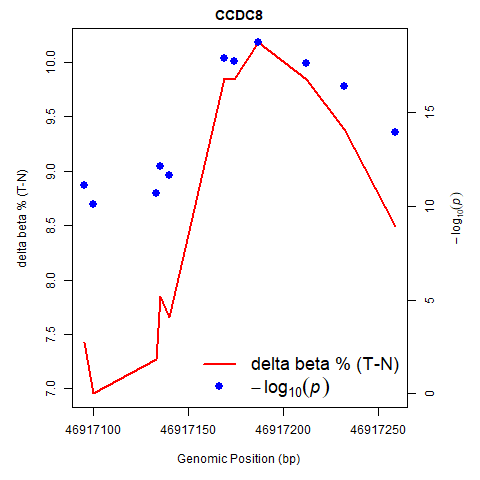 CCDC8
delta beta % (T-N)
10.0
9.5
9.0
8.5
8.0
7.5
7.0
15
10
5
0
−log10(p)
delta beta % (T-N)
−log10(p)
46917100 46917150 46917200 46917250
Genomic Position (bp)